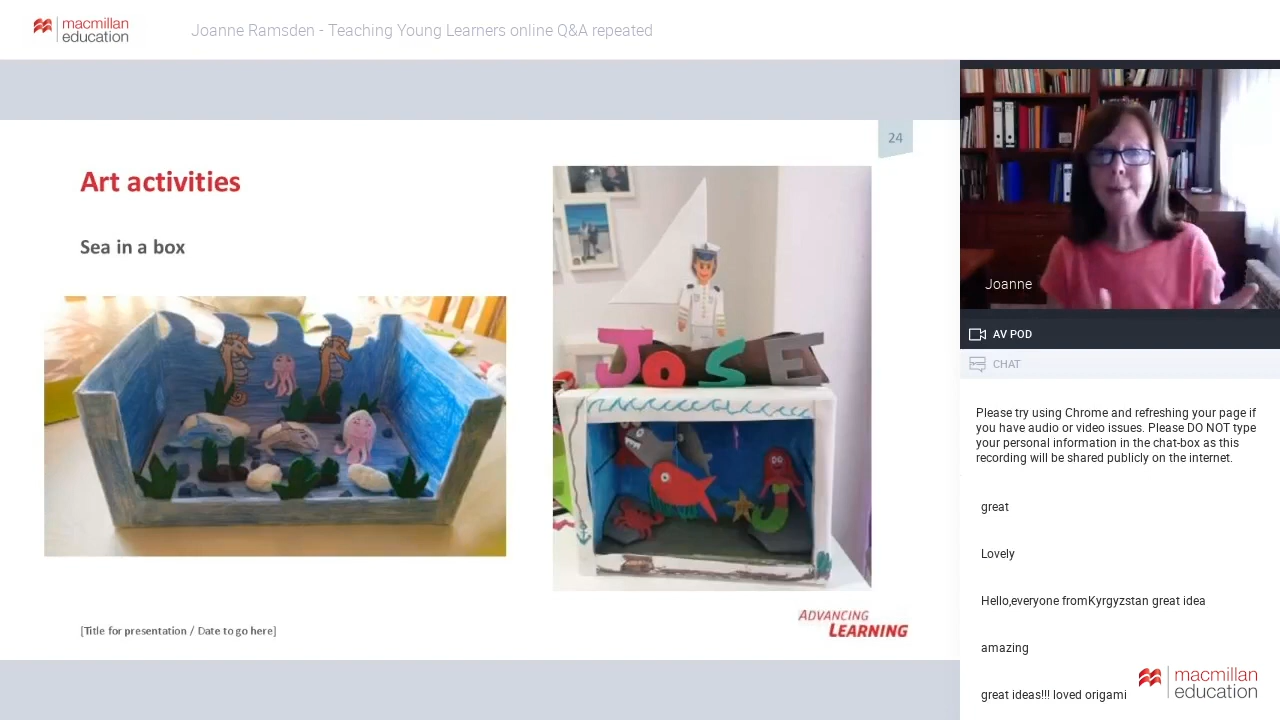 macmillan
education
Joanne Ramsden - Teaching Young Learners online Q&A repeated
24
Art activities
Sea in a box
JOSE
[Title for presentation / Date to go here]
ADVANCING
LEARNING
Joanne
AV POD
CHAT
Please try using Chrome and refreshing your page if
you have audio or video issues. Please DO NOT type
your personal information in the chat-box as this
recording will be shared publicly on the internet.
great
Lovely
Hello,everyone fromKyrgyzstan great idea
amazing
great ideas!!! loved origami
macmillan
education